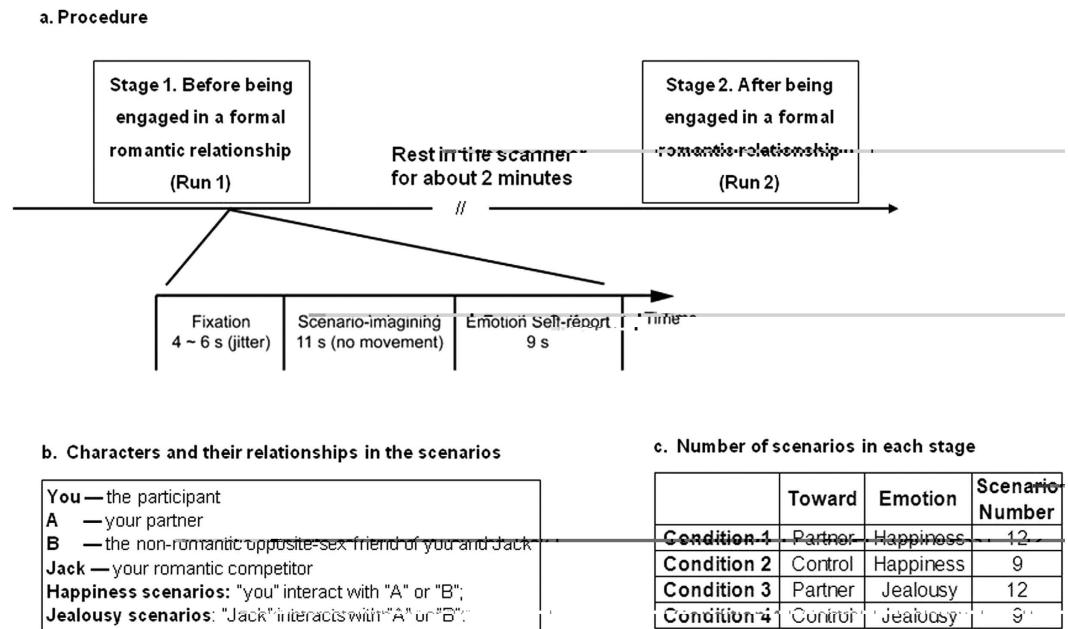 a. Procedure
Stage 1. Before being
engaged in a formal
romantic relationship
(Run 1)
Rest in the scanner
for about 2 minutes
Stage 2. After being
engaged in a formal
romantic relationship
(Run 2)
//
Fixation
4 ~ 6 s (jitter)
Scenario-imagining
11 s (no movement)
Emotion Self-report
9 s
Time
b. Characters and their relationships in the scenarios
You — the participant
A — your partner
B — the non-romantic opposite-sex friend of you and Jack
Jack — your romantic competitor
Happiness scenarios: "you" interact with "A" or "B";
Jealousy scenarios: "Jack" interacts with "A" or "B".
c. Number of scenarios in each stage
Toward Emotion Scenario Number
Condition 1 Partner Happiness 12
Condition 2 Control Happiness 9
Condition 3 Partner Jealousy 12
Condition 4 Control Jealousy 9